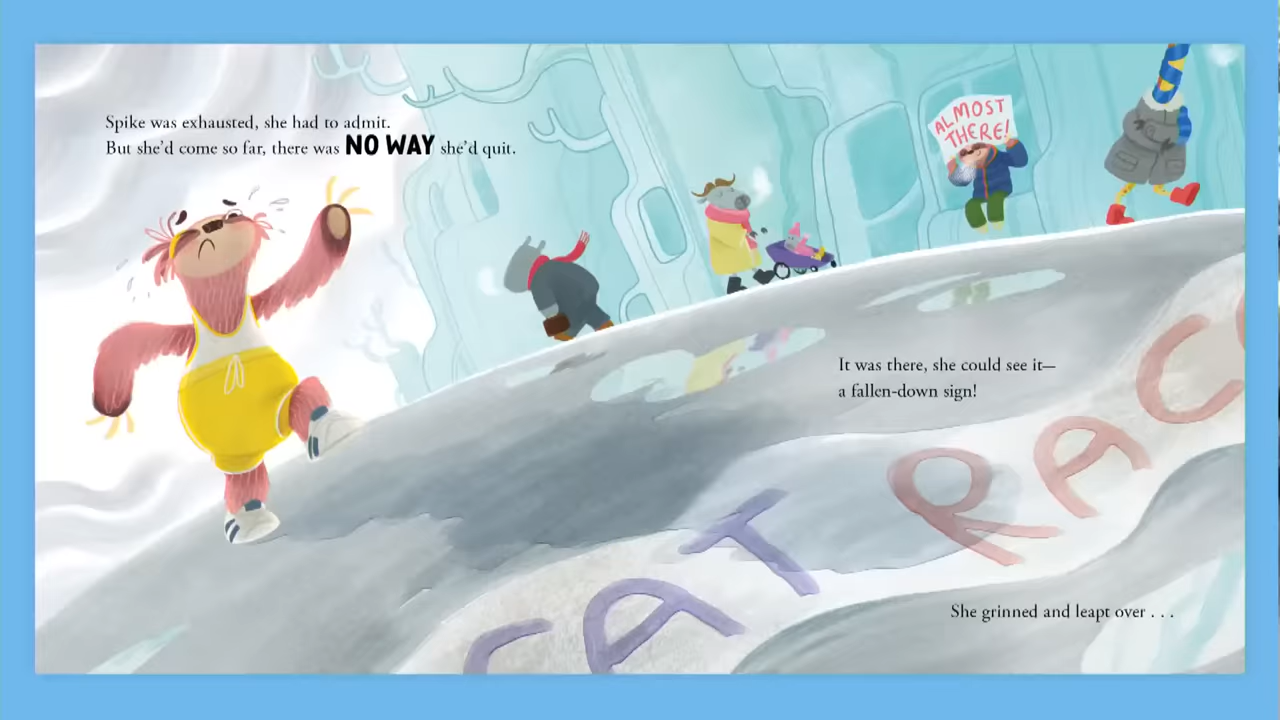 Spike was exhausted, she had to admit.
But she'd come so far, there was NO WAY she'd quit.
ALMOST
THERE!
It was there, she could see it—
a fallen-down sign!
RAC
EAT
She grinned and leapt over . . .